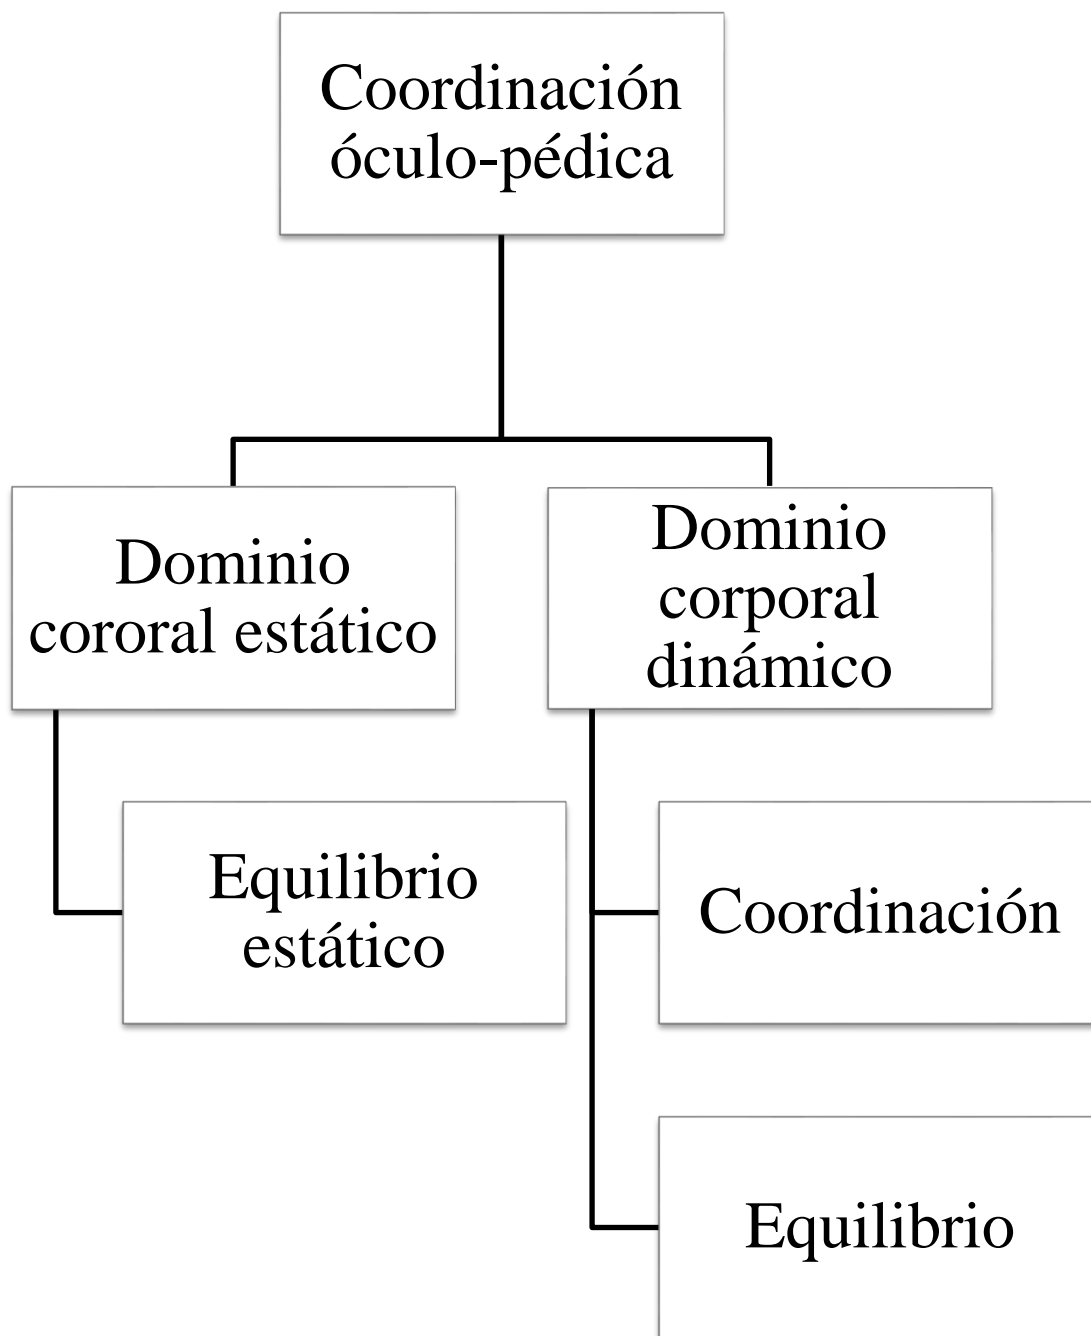 Coordinación
óculo-pédica
Dominio
cororal estático
Dominio
corporal
dinámico
Equilibrio
estático
Coordinación
Equilibrio